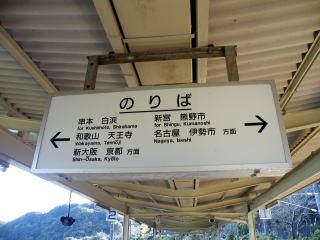 のりば
串本 白浜
for Kushimoto, Shirahama
和歌山 天王寺
Wakayama, Tennōji
新大阪 京都 方面
Shin-Ōsaka, Kyōto
新宮 熊野市
for Shingu, Kumanoshi
名古屋 伊勢市 方面
Nagoya, Iseshi